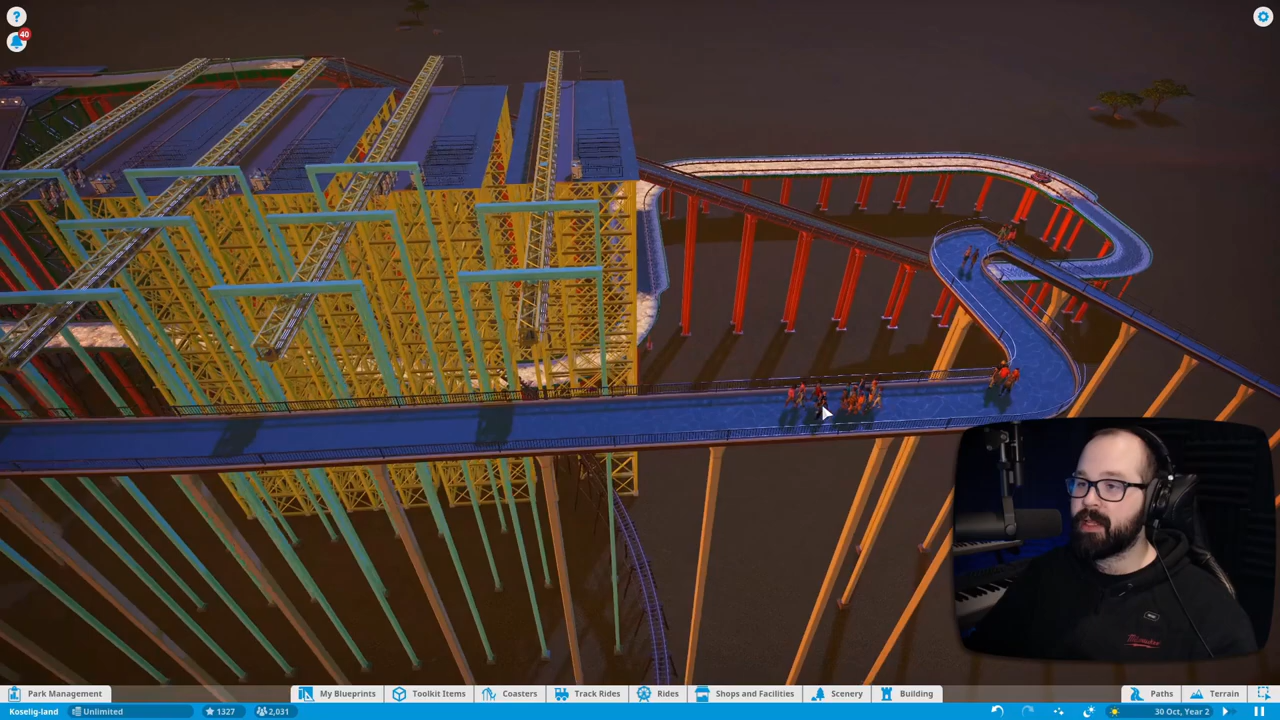 ?
40
Milwaukee
Park Management
My Blueprints
Toolkit Items
Coasters
Track Rides
Rides
Shops and Facilities
Scenery
Building
Paths
Terrain
Koselig-land
Unlimited
1327
2,031
30 Oct, Year 2